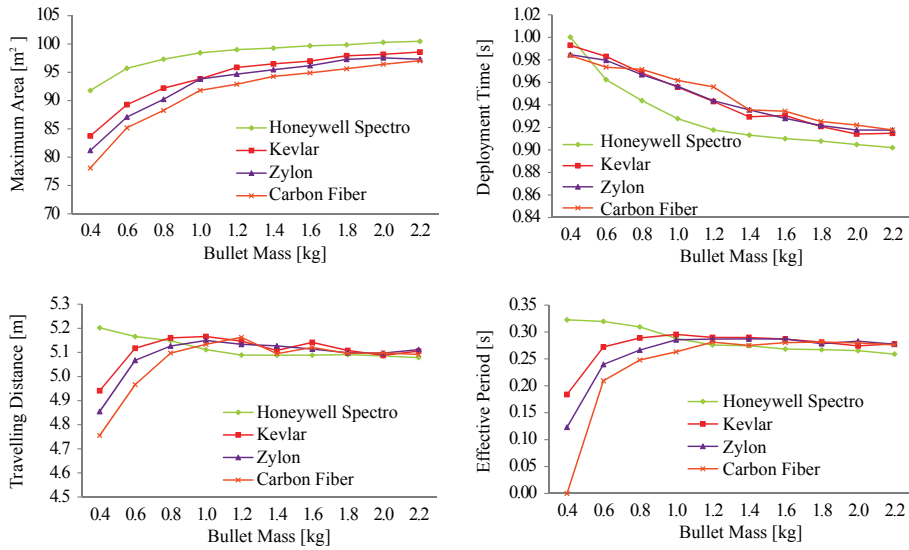 Maximum Area [m²]
105
100
95
90
85
80
75
70
Honeywell Spectro
Kevlar
Zylon
Carbon Fiber
0.4 0.6 0.8 1.0 1.2 1.4 1.6 1.8 2.0 2.2
Bullet Mass [kg]
Deployment Time [s]
1.00
0.98
0.96
0.94
0.92
0.90
0.88
0.86
0.84
Honeywell Spectro
Kevlar
Zylon
Carbon Fiber
0.4 0.6 0.8 1.0 1.2 1.4 1.6 1.8 2.0 2.2
Bullet Mass [kg]
Travelling Distance [m]
5.3
5.2
5.1
5.0
4.9
4.8
4.7
4.6
4.5
Honeywell Spectro
Kevlar
Zylon
Carbon Fiber
0.4 0.6 0.8 1.0 1.2 1.4 1.6 1.8 2.0 2.2
Bullet Mass [kg]
Effective Period [s]
0.35
0.30
0.25
0.20
0.15
0.10
0.05
0.00
Honeywell Spectro
Kevlar
Zylon
Carbon Fiber
0.4 0.6 0.8 1.0 1.2 1.4 1.6 1.8 2.0 2.2
Bullet Mass [kg]